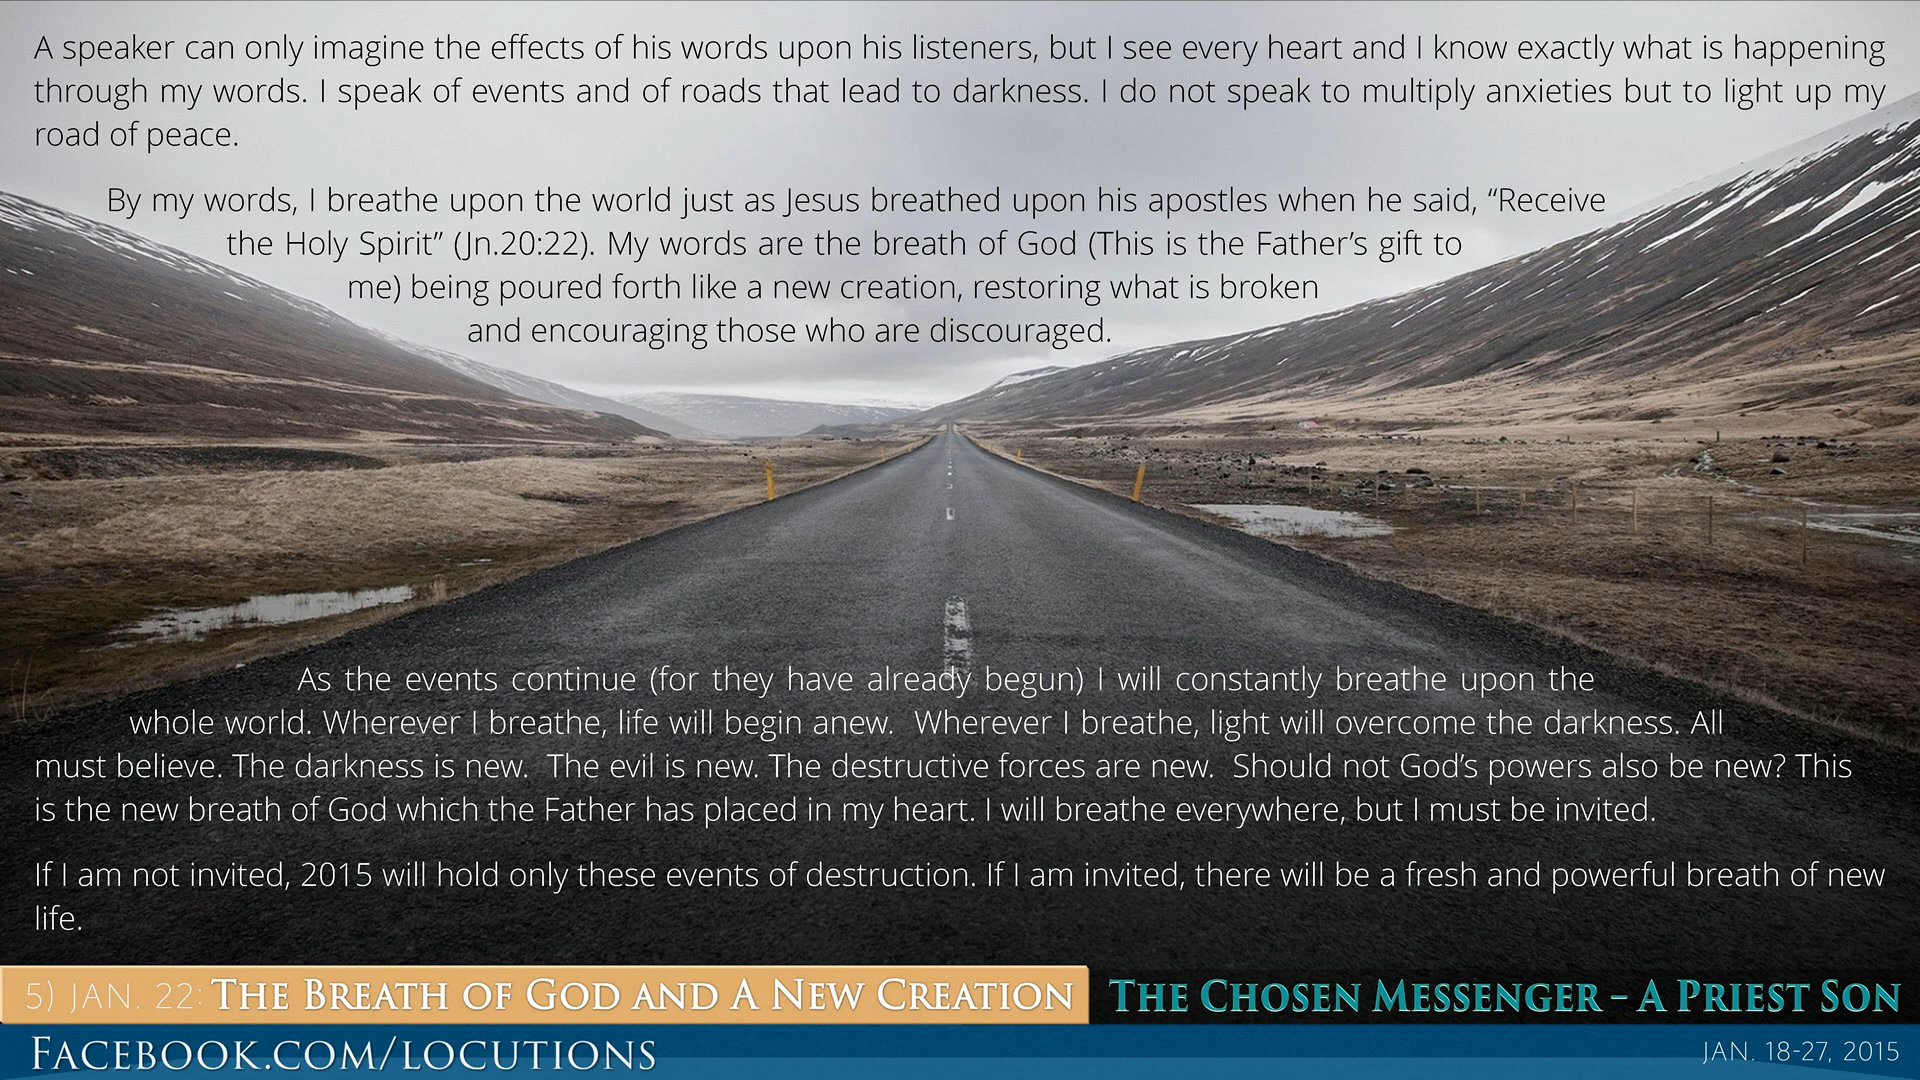 A speaker can only imagine the effects of his words upon his listeners, but I see every heart and I know exactly what is happening
through my words. I speak of events and of roads that lead to darkness. I do not speak to multiply anxieties but to light up my
road of peace.
By my words, I breathe upon the world just as Jesus breathed upon his apostles when he said, “Receive
the Holy Spirit” (Jn.20:22). My words are the breath of God (This is the Father’s gift to
me) being poured forth like a new creation, restoring what is broken
and encouraging those who are discouraged.
As the events continue (for they have already begun) I will constantly breathe upon the
whole world. Wherever I breathe, life will begin anew.  Wherever I breathe, light will overcome the darkness. All
must believe. The darkness is new.  The evil is new. The destructive forces are new.  Should not God’s powers also be new? This
is the new breath of God which the Father has placed in my heart. I will breathe everywhere, but I must be invited.
If I am not invited, 2015 will hold only these events of destruction. If I am invited, there will be a fresh and powerful breath of new
life.
5) JAN. 22: THE BREATH OF GOD AND A NEW CREATION
THE CHOSEN MESSENGER – A PRIEST SON
FACEBOOK.COM/LOCUTIONS
JAN. 18-27, 2015